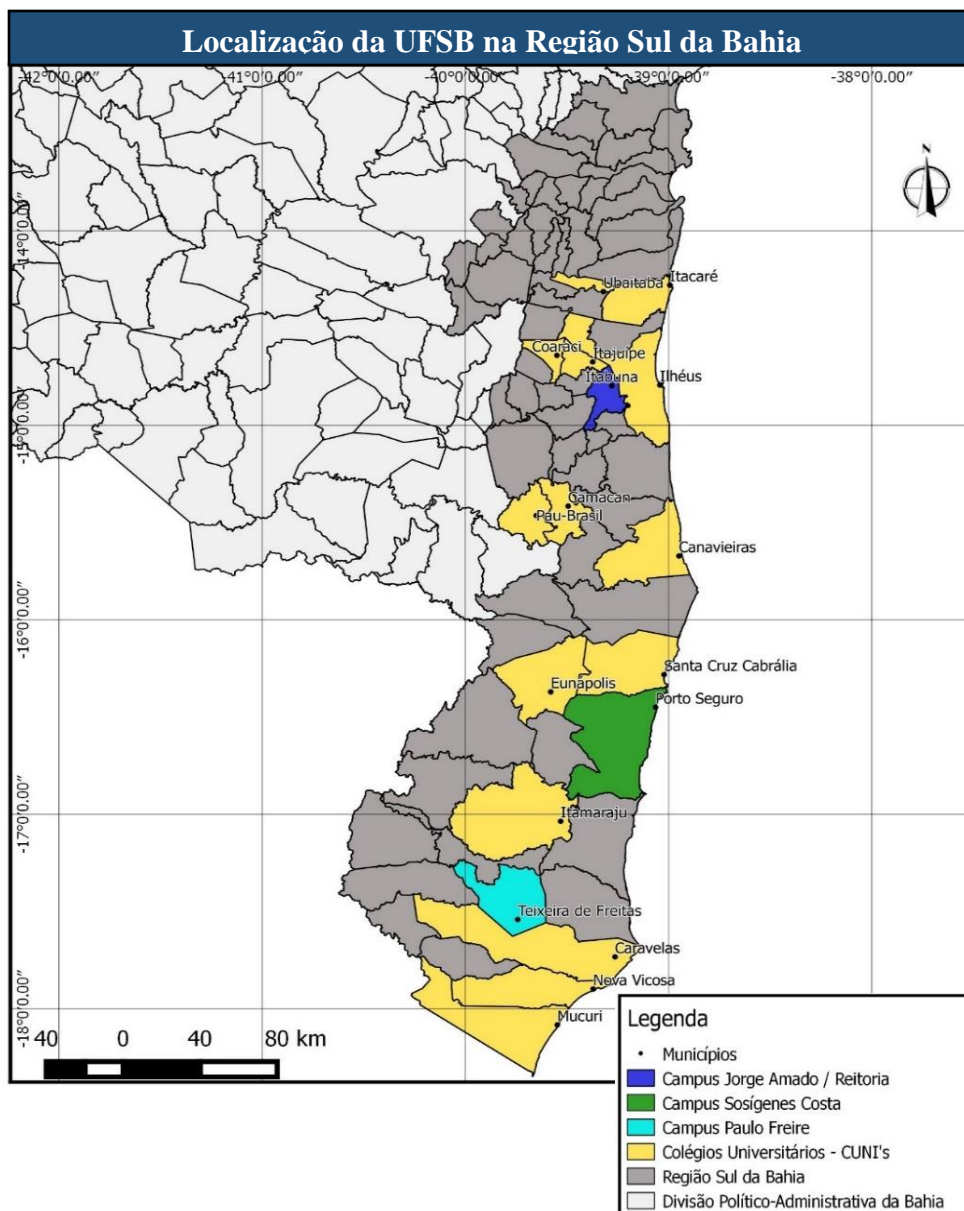 Localização da UFSB na Região Sul da Bahia
-42°0'0.00" -41°0'0.00" -40°0'0.00" -39°0'0.00" -38°0'0.00"
N
-14°0'0.00"
Itacaré
Ubaitaba
Coaraci
Itajuípe
Itabuna
Ilhéus
-15°0'0.00"
Camacan
Pau-Brasil
Canavieiras
-16°0'0.00"
Santa Cruz Cabrália
Eunápolis
Porto Seguro
-17°0'0.00"
Itamaraju
Teixeira de Freitas
Caravelas
Nova Vicosa
-18°0'0.00"
Mucuri
40 0 40 80 km
Legenda
Municípios
Campus Jorge Amado / Reitoria
Campus Sosígenes Costa
Campus Paulo Freire
Colégios Universitários - CUNI's
Região Sul da Bahia
Divisão Político-Administrativa da Bahia